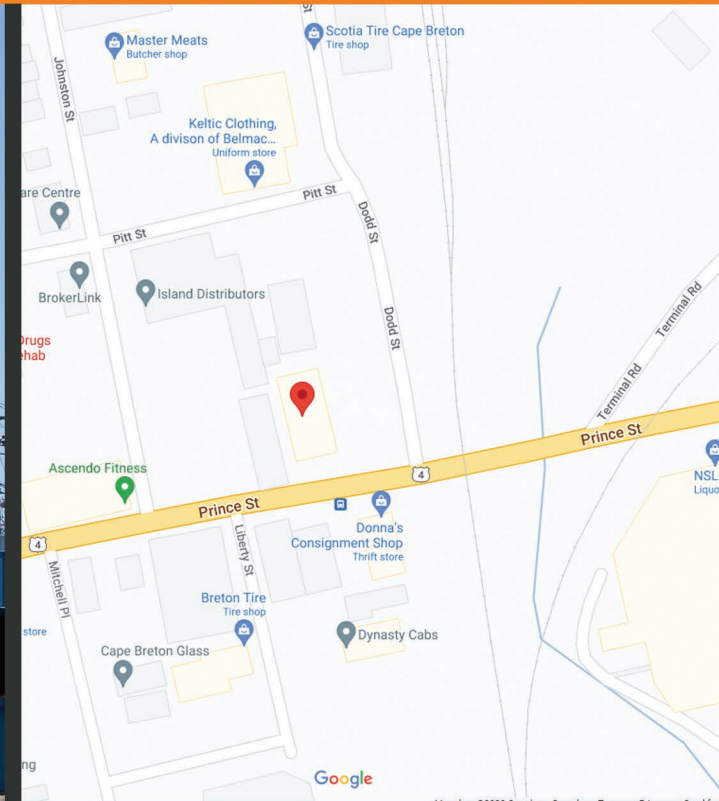 St
Scotia Tire Cape Breton
Tire shop
Master Meats
Butcher shop
Johnston St
Keltic Clothing,
A divison of Belmac...
Uniform store
are Centre
Pitt St
Pitt St
Dodd St
BrokerLink
Island Distributors
Dodd St
Terminal Rd
Drugs
ehab
Terminal Rd
Prince St
Ascendo Fitness
4
NSL
Liquo
Prince St
4
Donna's
Consignment Shop
Thrift store
Liberty St
Mitchell Pl
Breton Tire
Tire shop
store
Dynasty Cabs
Cape Breton Glass
ng
Google